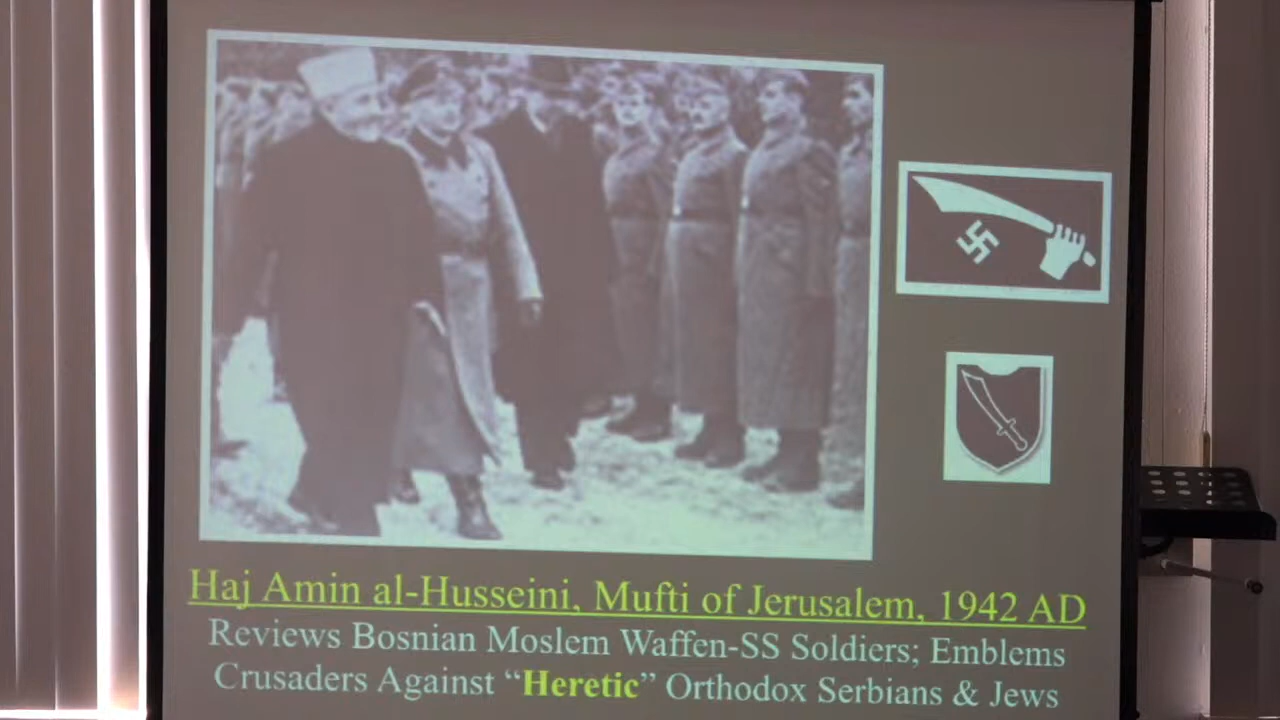 Haj Amin al-Husseini, Mufti of Jerusalem, 1942 AD
Reviews Bosnian Moslem Waffen-SS Soldiers; Emblems
Crusaders Against “Heretic” Orthodox Serbians & Jews